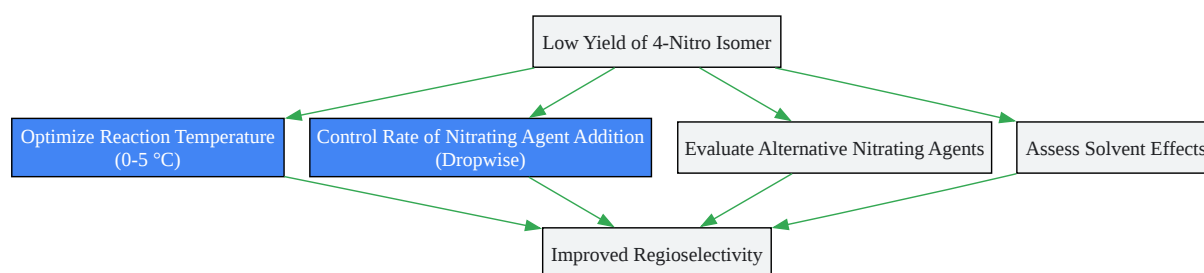 Low Yield of 4-Nitro Isomer
Optimize Reaction Temperature
(0-5 °C)
Control Rate of Nitrating Agent Addition
(Dropwise)
Evaluate Alternative Nitrating Agents
Assess Solvent Effects
Improved Regioselectivity